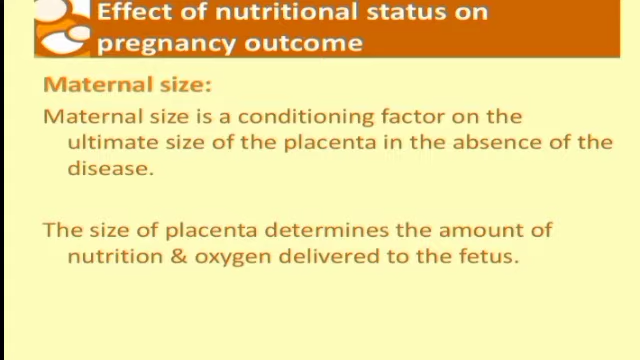 Effect of nutritional status on
pregnancy outcome
Maternal size:
Maternal size is a conditioning factor on the
ultimate size of the placenta in the absence of the
disease.
The size of placenta determines the amount of
nutrition & oxygen delivered to the fetus.